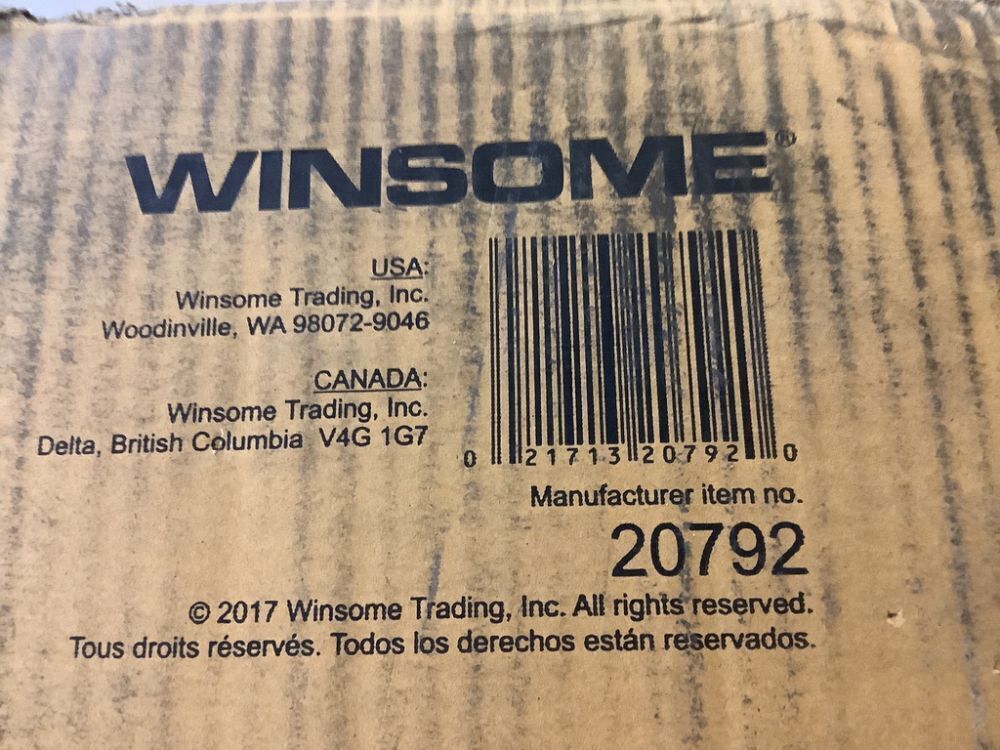 WINSOME®
USA:
Winsome Trading, Inc.
Woodinville, WA 98072-9046
CANADA:
Winsome Trading, Inc.
Delta, British Columbia V4G 1G7
0 21713 20792 0
Manufacturer item no.
20792
© 2017 Winsome Trading, Inc. All rights reserved.
Tous droits réservés. Todos los derechos están reservados.